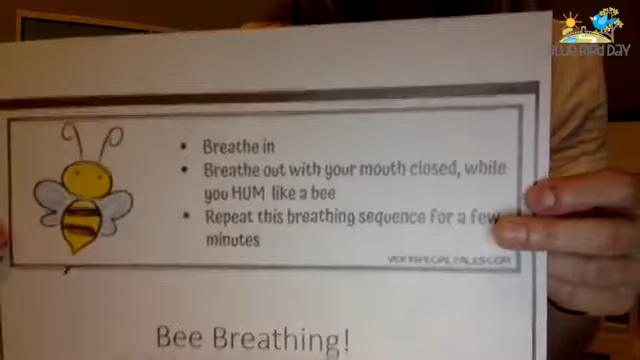 BLUE BIRD DAY
• Breathe in
• Breathe out with your mouth closed, while
you HUM like a bee
• Repeat this breathing sequence for a few
minutes
VERYSPECIALTALES.COM
Bee Breathing!